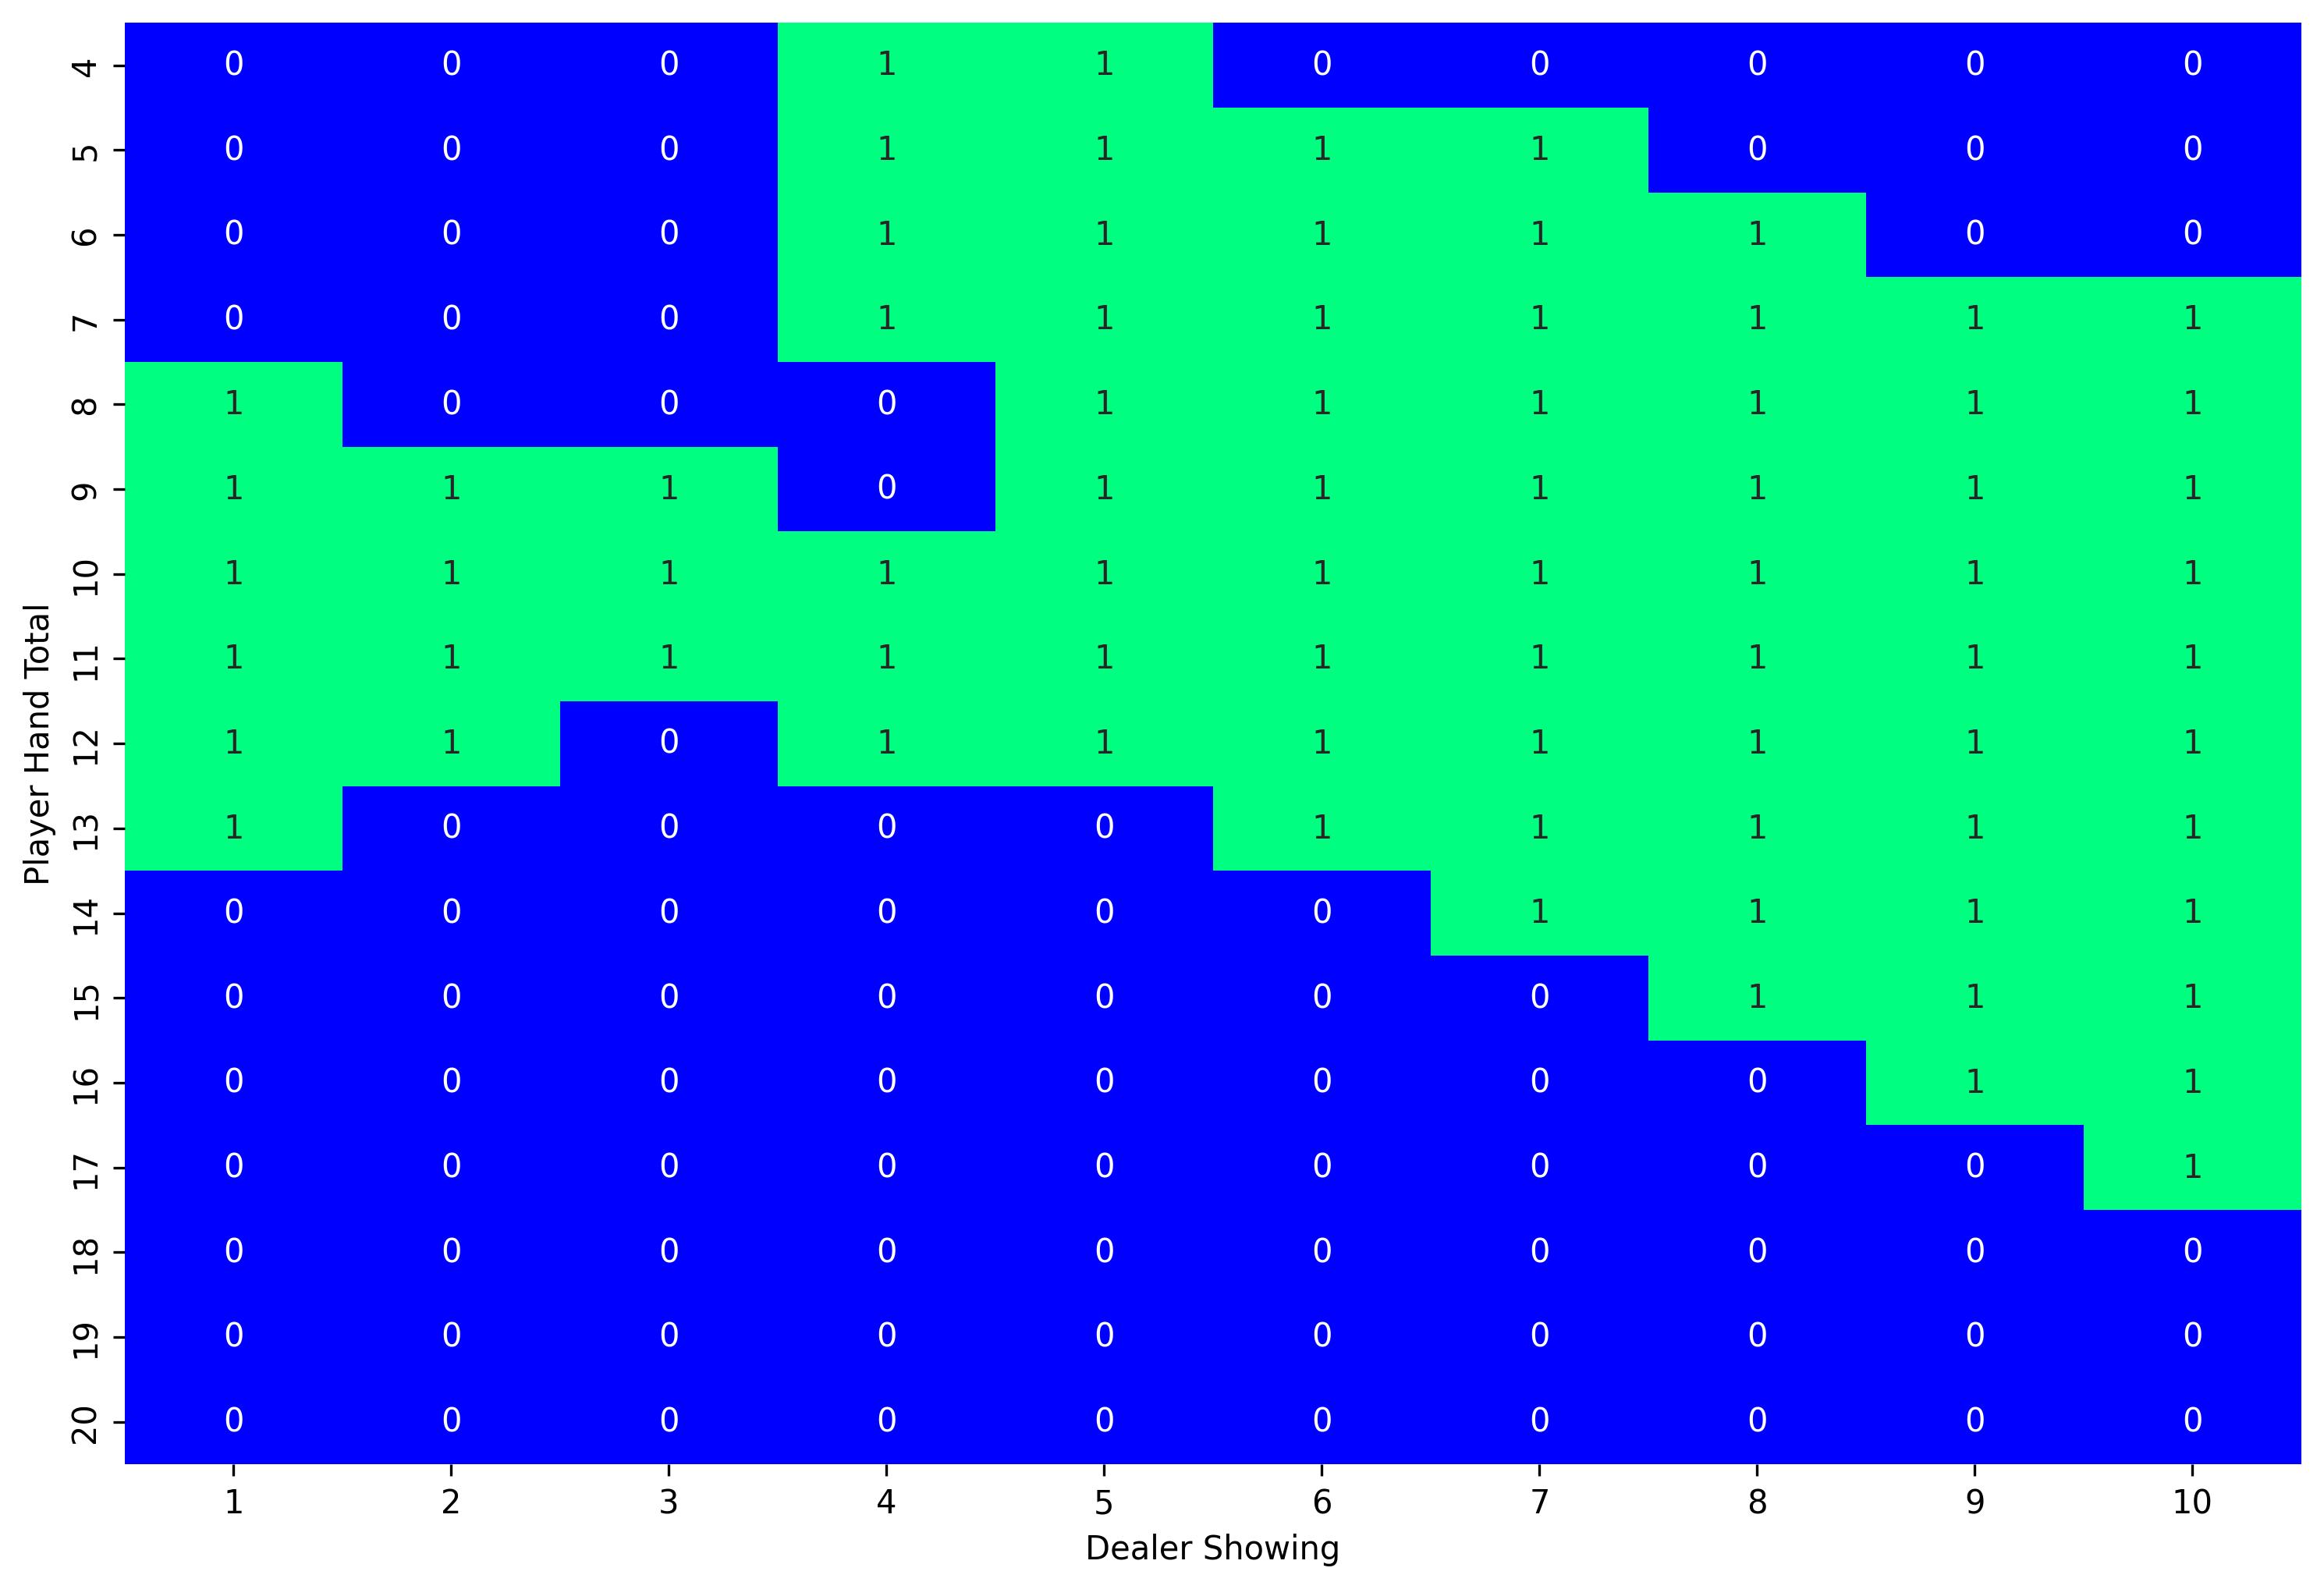 4 0 0 0 1 1 0 0 0 0 0
5 0 0 0 1 1 1 1 0 0 0
6 0 0 0 1 1 1 1 1 0 0
7 0 0 0 1 1 1 1 1 1 1
8 1 0 0 0 1 1 1 1 1 1
9 1 1 1 0 1 1 1 1 1 1
10 1 1 1 1 1 1 1 1 1 1
11 1 1 1 1 1 1 1 1 1 1
12 1 1 0 1 1 1 1 1 1 1
13 1 0 0 0 0 1 1 1 1 1
14 0 0 0 0 0 0 1 1 1 1
15 0 0 0 0 0 0 0 1 1 1
16 0 0 0 0 0 0 0 0 1 1
17 0 0 0 0 0 0 0 0 0 1
18 0 0 0 0 0 0 0 0 0 0
19 0 0 0 0 0 0 0 0 0 0
20 0 0 0 0 0 0 0 0 0 0
Player Hand Total
1 2 3 4 5 6 7 8 9 10
Dealer Showing